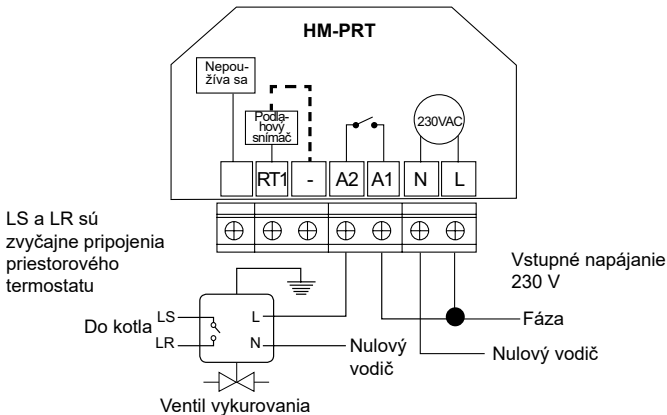 HM-PRT
Nepou-
žíva sa
Podla-
hový
snímač
230VAC
RT1 - A2 A1 N L
LS a LR sú
zvyčajne pripojenia
priestorového
termostatu
Vstupné napájanie
230 V
Do kotla
LS
LR
L
N
Fáza
Nulový
vodič
Nulový vodič
Ventil vykurovania